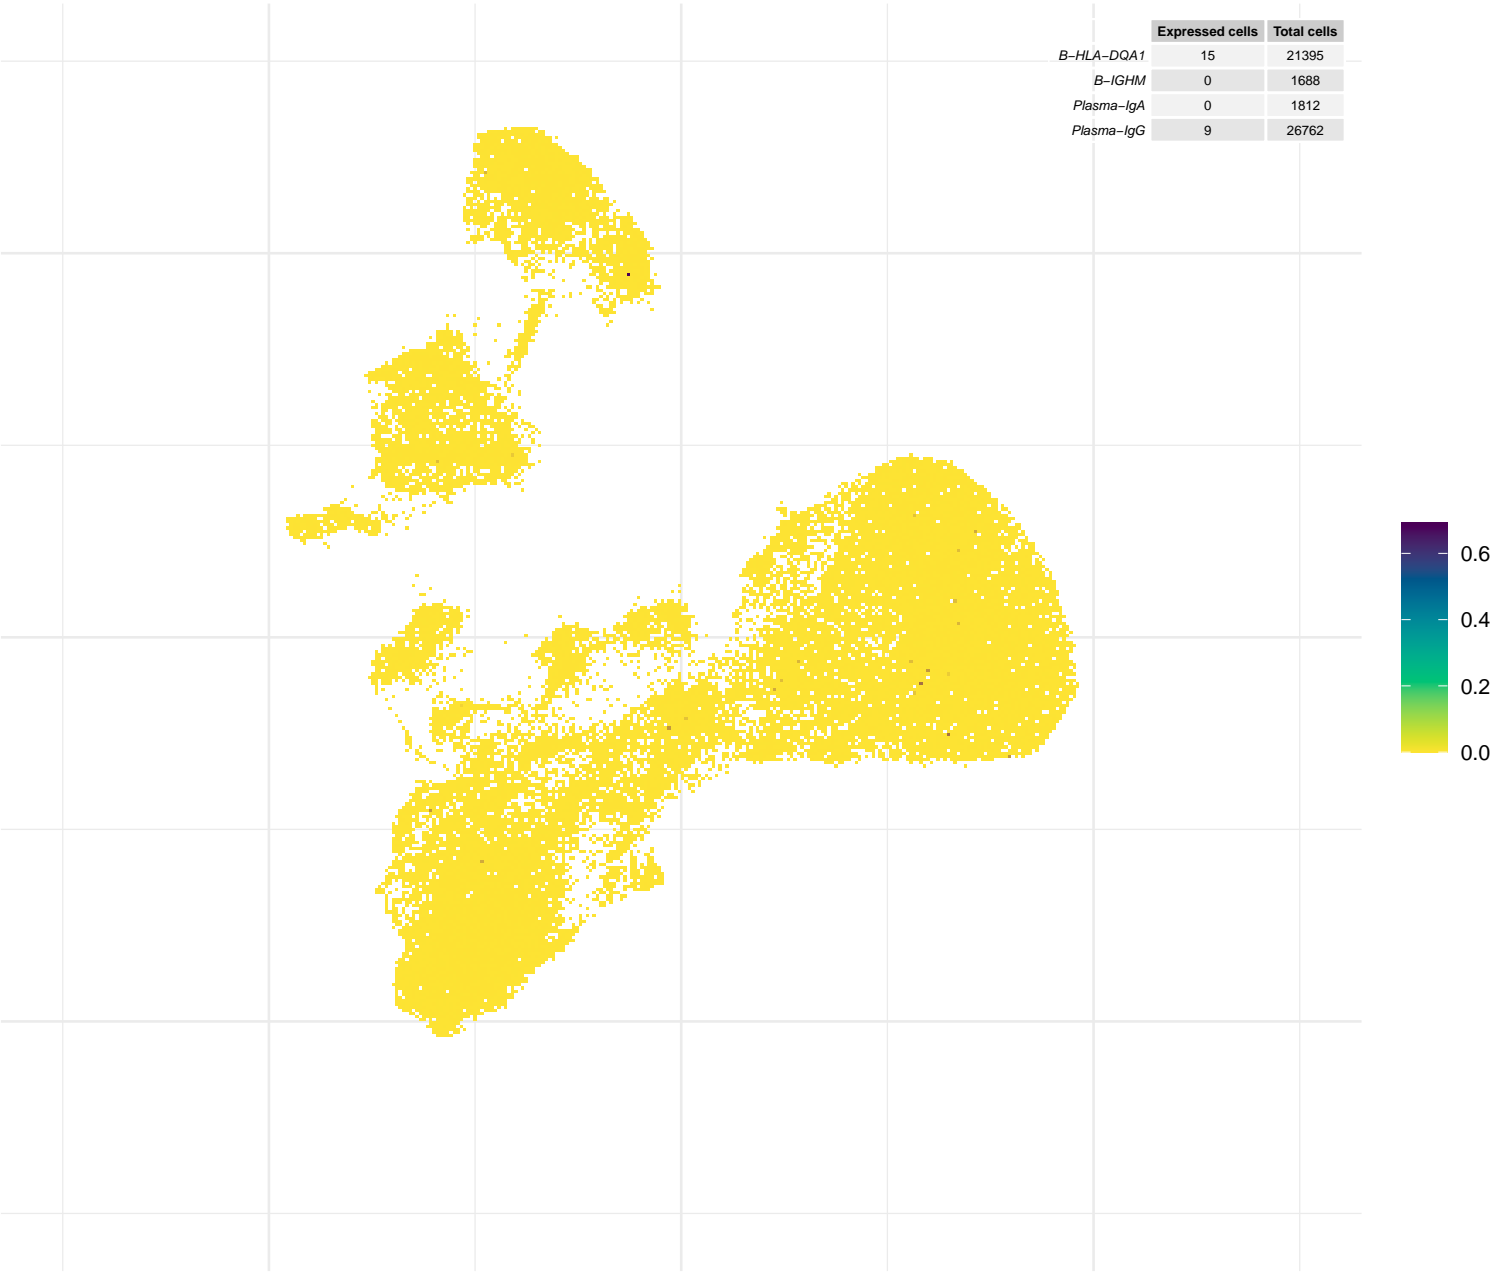 Expressed cells Total cells
B−HLA−DQA1 15 21395
B−IGHM 0 1688
Plasma−IgA 0 1812
Plasma−IgG 9 26762
0.6
0.4
0.2
0.0